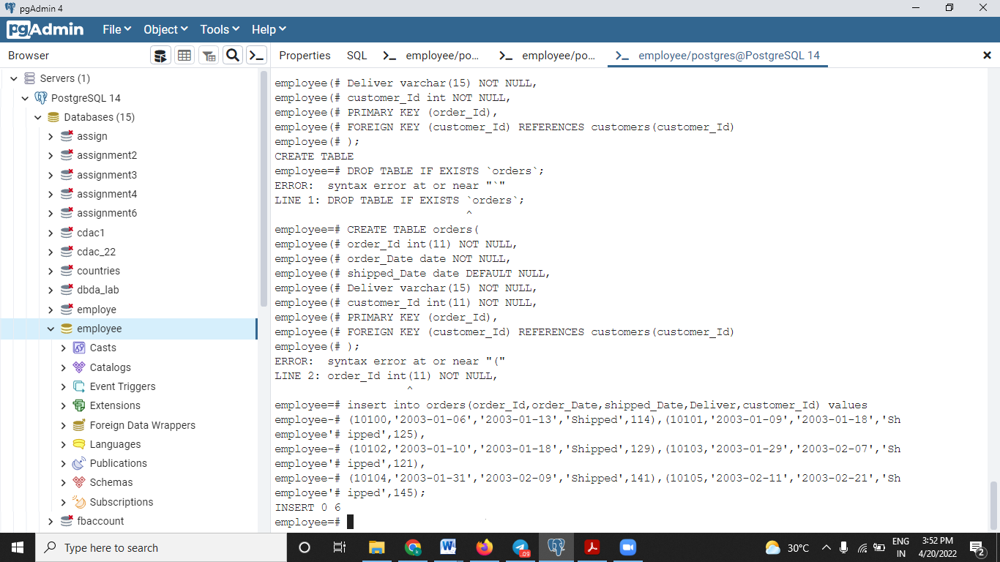 pgAdmin 4
pgAdmin File Object Tools Help
Browser
Properties SQL employee/po... employee/po... employee/postgres@PostgreSQL 14
Servers (1)
PostgreSQL 14
Databases (15)
assign
assignment2
assignment3
assignment4
assignment6
cdac1
cdac_22
countries
dbda_lab
employe
employee
Casts
Catalogs
Event Triggers
Extensions
Foreign Data Wrappers
Languages
Publications
Schemas
Subscriptions
fbaccount
employee(# Deliver varchar(15) NOT NULL,
employee(# customer_Id int NOT NULL,
employee(# PRIMARY KEY (order_Id),
employee(# FOREIGN KEY (customer_Id) REFERENCES customers(customer_Id)
employee(# );
CREATE TABLE
employee=# DROP TABLE IF EXISTS `orders`;
ERROR:  syntax error at or near "`"
LINE 1: DROP TABLE IF EXISTS `orders`;
^
employee=# CREATE TABLE orders(
employee(# order_Id int(11) NOT NULL,
employee(# order_Date date NOT NULL,
employee(# shipped_Date date DEFAULT NULL,
employee(# Deliver varchar(15) NOT NULL,
employee(# customer_Id int(11) NOT NULL,
employee(# PRIMARY KEY (order_Id),
employee(# FOREIGN KEY (customer_Id) REFERENCES customers(customer_Id)
employee(# );
ERROR:  syntax error at or near "("
LINE 2: order_Id int(11) NOT NULL,
^
employee=# insert into orders(order_Id,order_Date,shipped_Date,Deliver,customer_Id) values
employee-# (10100,'2003-01-06','2003-01-13','Shipped',114),(10101,'2003-01-09','2003-01-18','Sh
employee'# ipped',125),
employee-# (10102,'2003-01-10','2003-01-18','Shipped',129),(10103,'2003-01-29','2003-02-07','Sh
employee'# ipped',121),
employee-# (10104,'2003-01-31','2003-02-09','Shipped',141),(10105,'2003-02-11','2003-02-21','Sh
employee'# ipped',145);
INSERT 0 6
employee=#
Type here to search
.09
30°C
ENG
IN
3:52 PM
4/20/2022
2